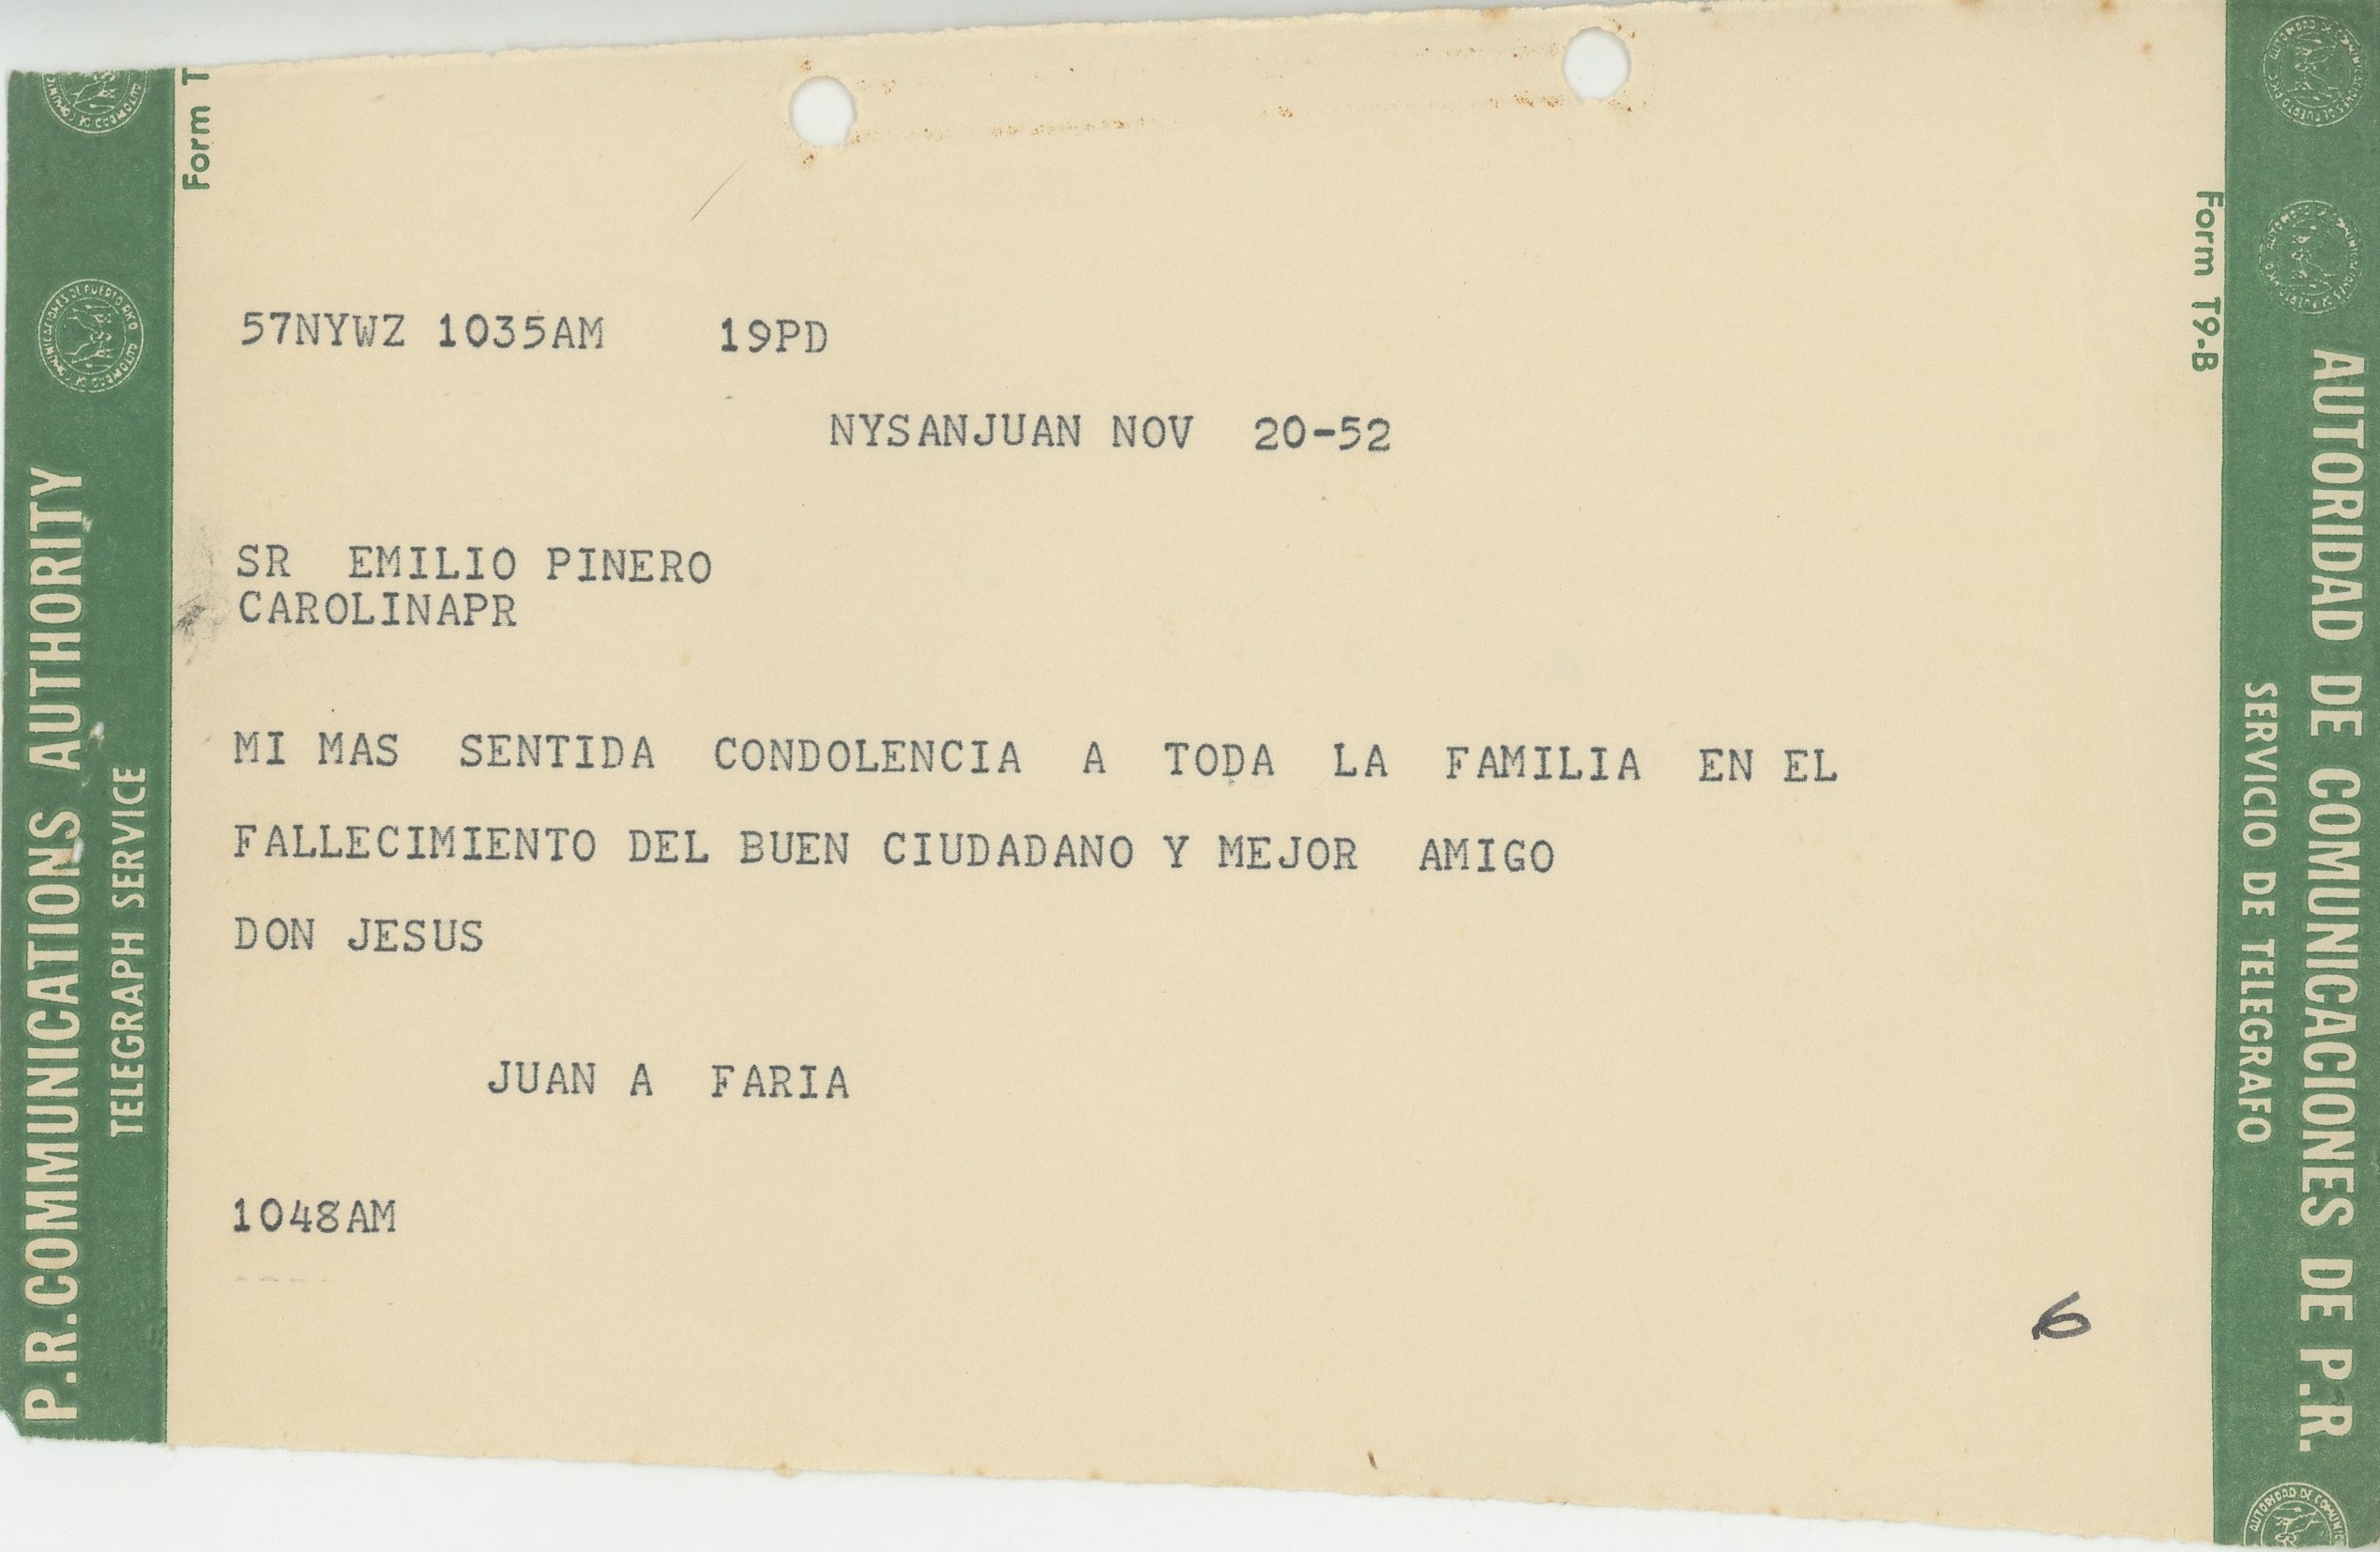 P.R.COMMUNICATIONS AUTHORITY
TELEGRAPH SERVICE
Form T
57NYWZ 1035AM 19PD
NYSANJUAN NOV 20-52
SR EMILIO PINERO
CAROLINAPR
MI MAS SENTIDA CONDOLENCIA A TODA LA FAMILIA EN EL
FALLECIMIENTO DEL BUEN CIUDADANO Y MEJOR AMIGO
DON JESUS
JUAN A FARIA
1048AM
6
Form T9-B
AUTORIDAD DE COMUNICACIONES DE P.R.
SERVICIO DE TELEGRAFO